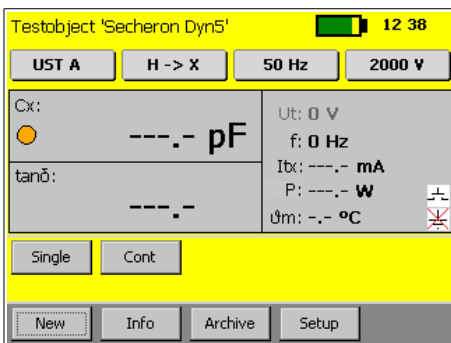 Testobject 'Secheron Dyn5' 12 38
UST A H -> X 50 Hz 2000 V
Cx:
---.- pF
tanδ:
---.-
Ut: 0 V
f: 0 Hz
Itx: ---.- mA
P: ---.- W
ϑm: -.- ºC
Single Cont
New Info Archive Setup